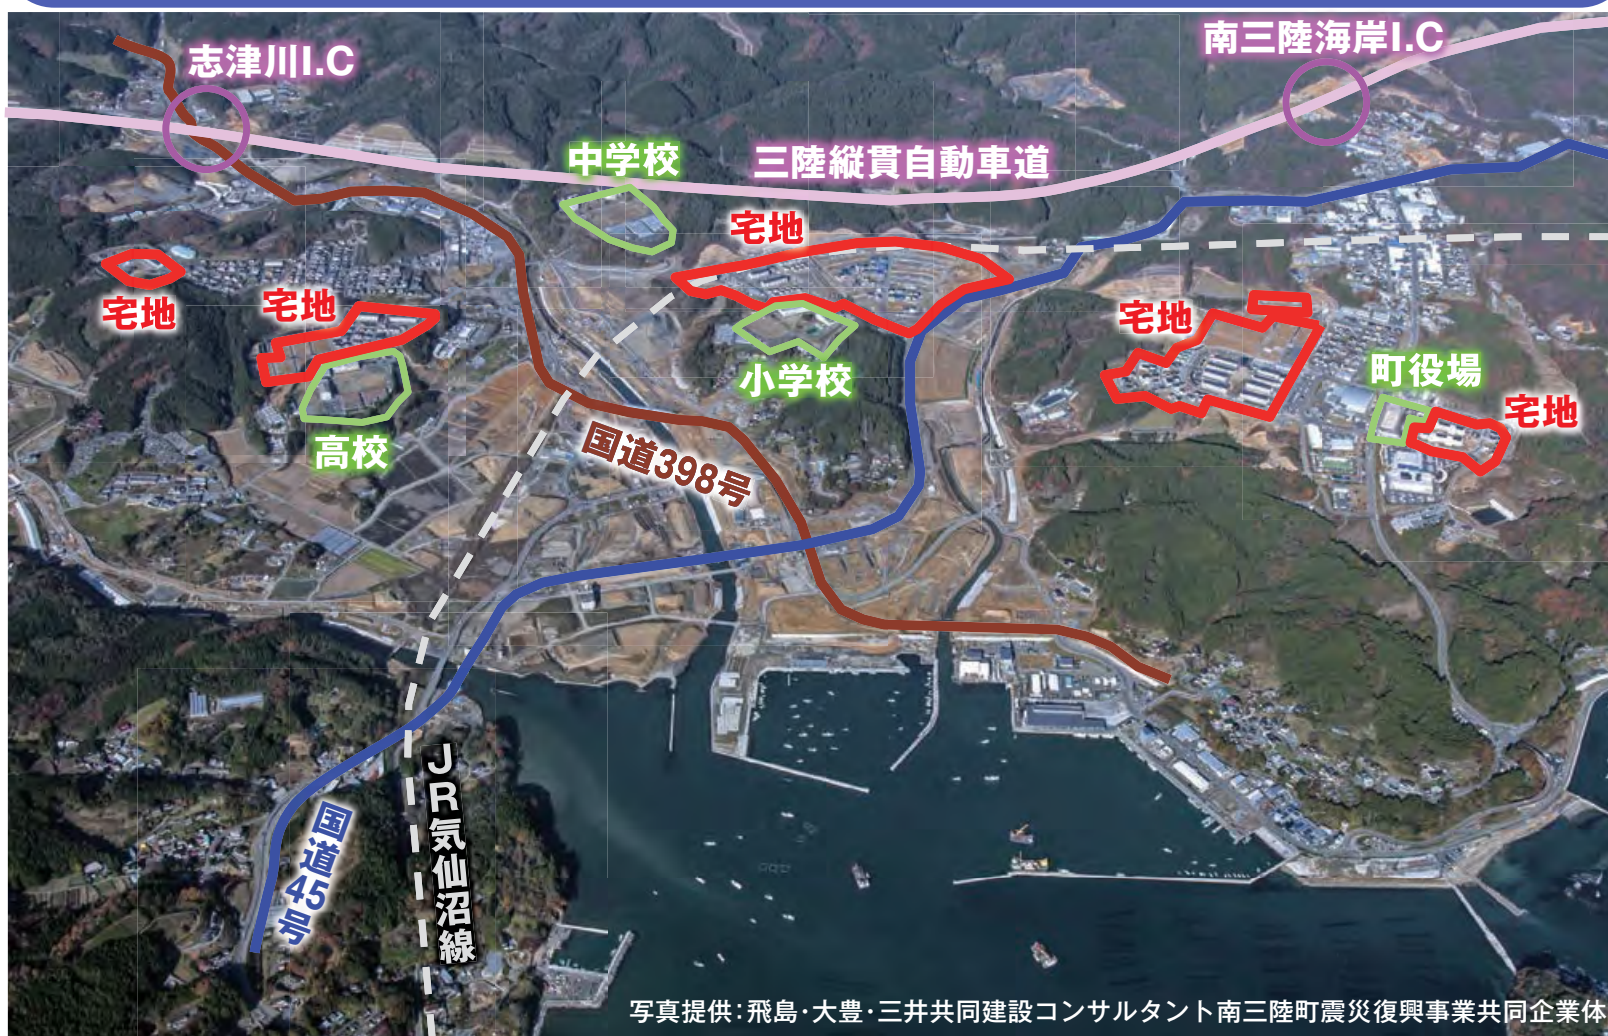 志津川I.C
南三陸海岸I.C
中学校
三陸縦貫自動車道
宅地
宅地
宅地
宅地
小学校
町役場
宅地
高校
国道398号
JR気仙沼線
国道45号
写真提供：飛島・大豊・三井共同建設コンサルタント南三陸町震災復興事業共同企業体